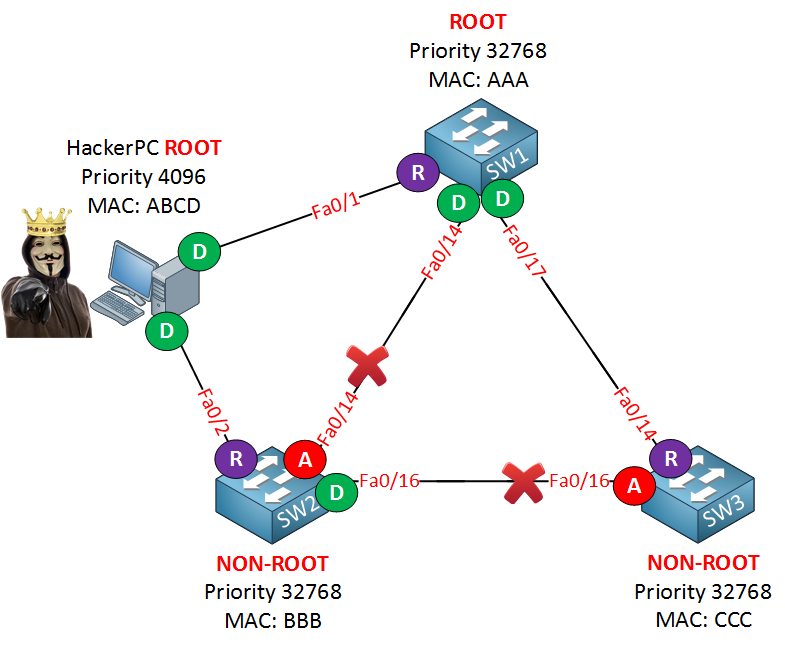 ROOT
Priority 32768
MAC: AAA
SW1
R
D
D
Fa0/1
Fa0/14
Fa0/17
HackerPC ROOT
Priority 4096
MAC: ABCD
D
D
Fa0/2
Fa0/14
R
A
D
SW2
Fa0/16
Fa0/16
Fa0/14
R
A
SW3
NON-ROOT
Priority 32768
MAC: BBB
NON-ROOT
Priority 32768
MAC: CCC